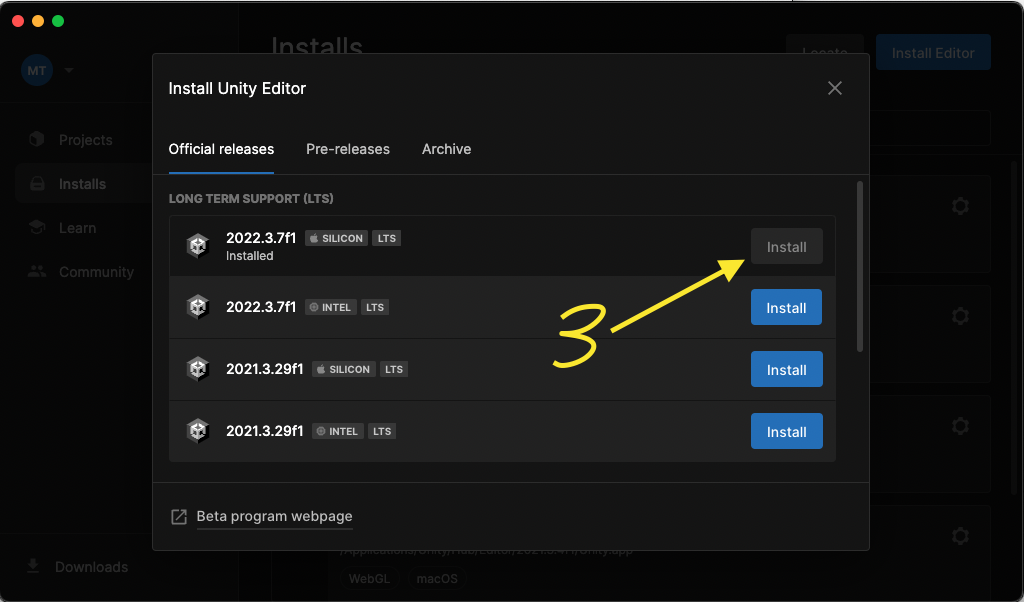 Installs
Locate
Install Editor
MT
Projects
Installs
Learn
Community
Downloads
Install Unity Editor
Official releases
Pre-releases
Archive
LONG TERM SUPPORT (LTS)
2022.3.7f1 SILICON LTS
Installed
Install
2022.3.7f1 INTEL LTS
Install
3
2021.3.29f1 SILICON LTS
Install
2021.3.29f1 INTEL LTS
Install
Beta program webpage
WebGL macOS